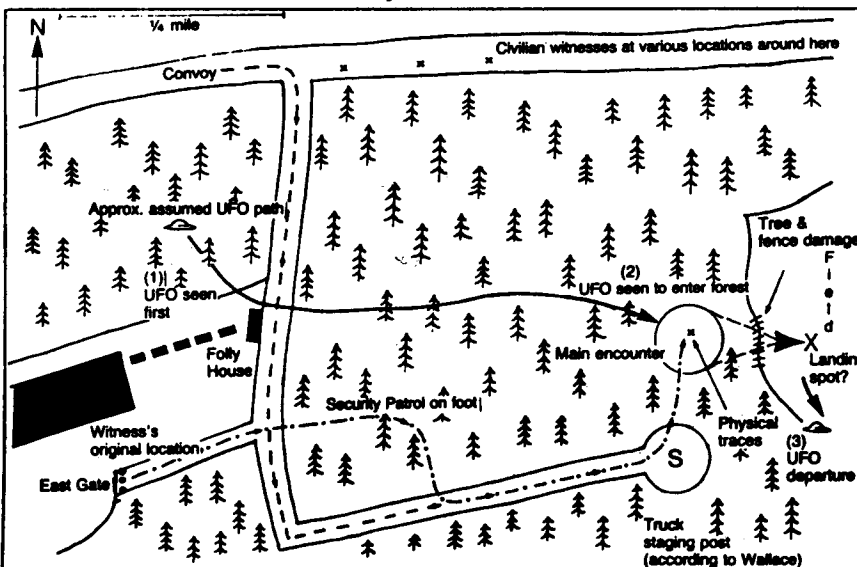 N
¼ mile
Civilian witnesses at various locations around here
Convoy
Approx. assumed UFO path
(1)
UFO seen
first
(2)
UFO seen to enter forest
Tree &
fence damage
Field
Folly
House
Main encounter
X
Landing
spot?
Security Patrol on foot
Witness's
original location
Physical
traces
(3)
UFO
departure
East Gate
S
Truck
staging post
(according to Wallace)